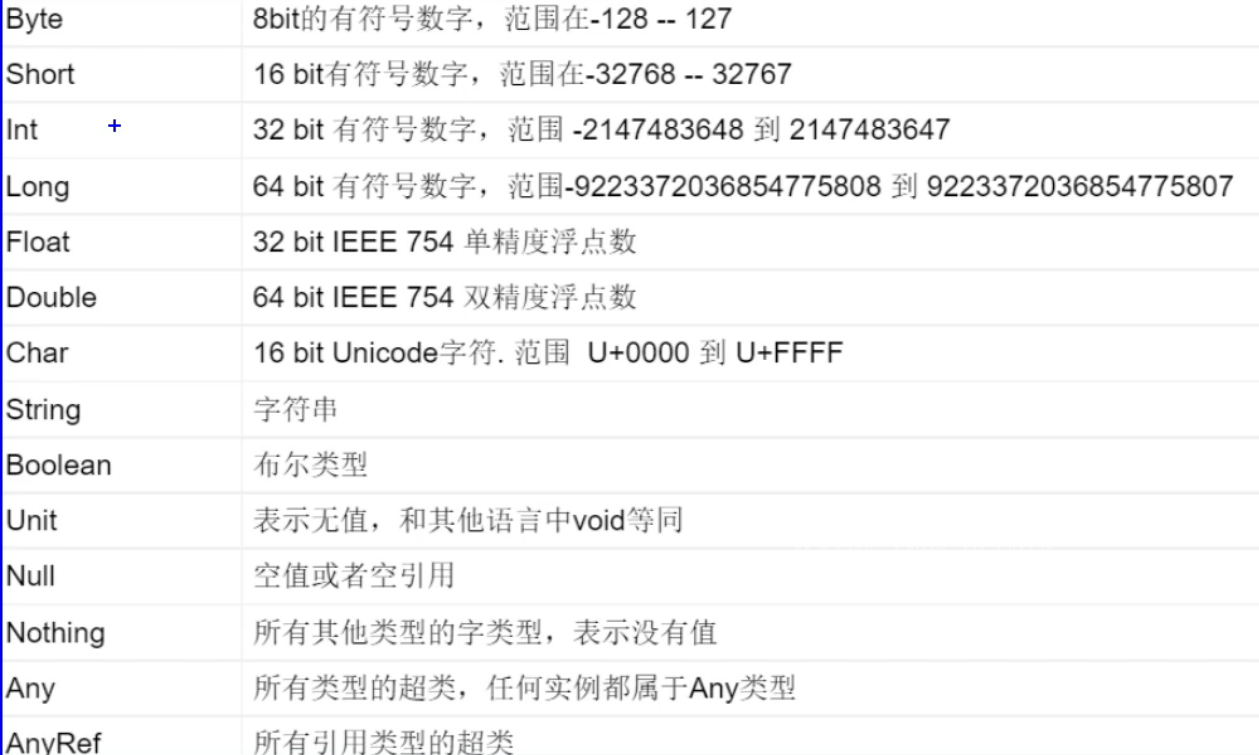 Byte 8bit的有符号数字，范围在-128 -- 127
Short 16 bit有符号数字，范围在-32768 -- 32767
Int 32 bit 有符号数字，范围 -2147483648 到 2147483647
Long 64 bit 有符号数字，范围-9223372036854775808 到 9223372036854775807
Float 32 bit IEEE 754 单精度浮点数
Double 64 bit IEEE 754 双精度浮点数
Char 16 bit Unicode字符. 范围 U+0000 到 U+FFFF
String 字符串
Boolean 布尔类型
Unit 表示无值，和其他语言中void等同
Null 空值或者空引用
Nothing 所有其他类型的字类型，表示没有值
Any 所有类型的超类，任何实例都属于Any类型
AnyRef 所有引用类型的超类